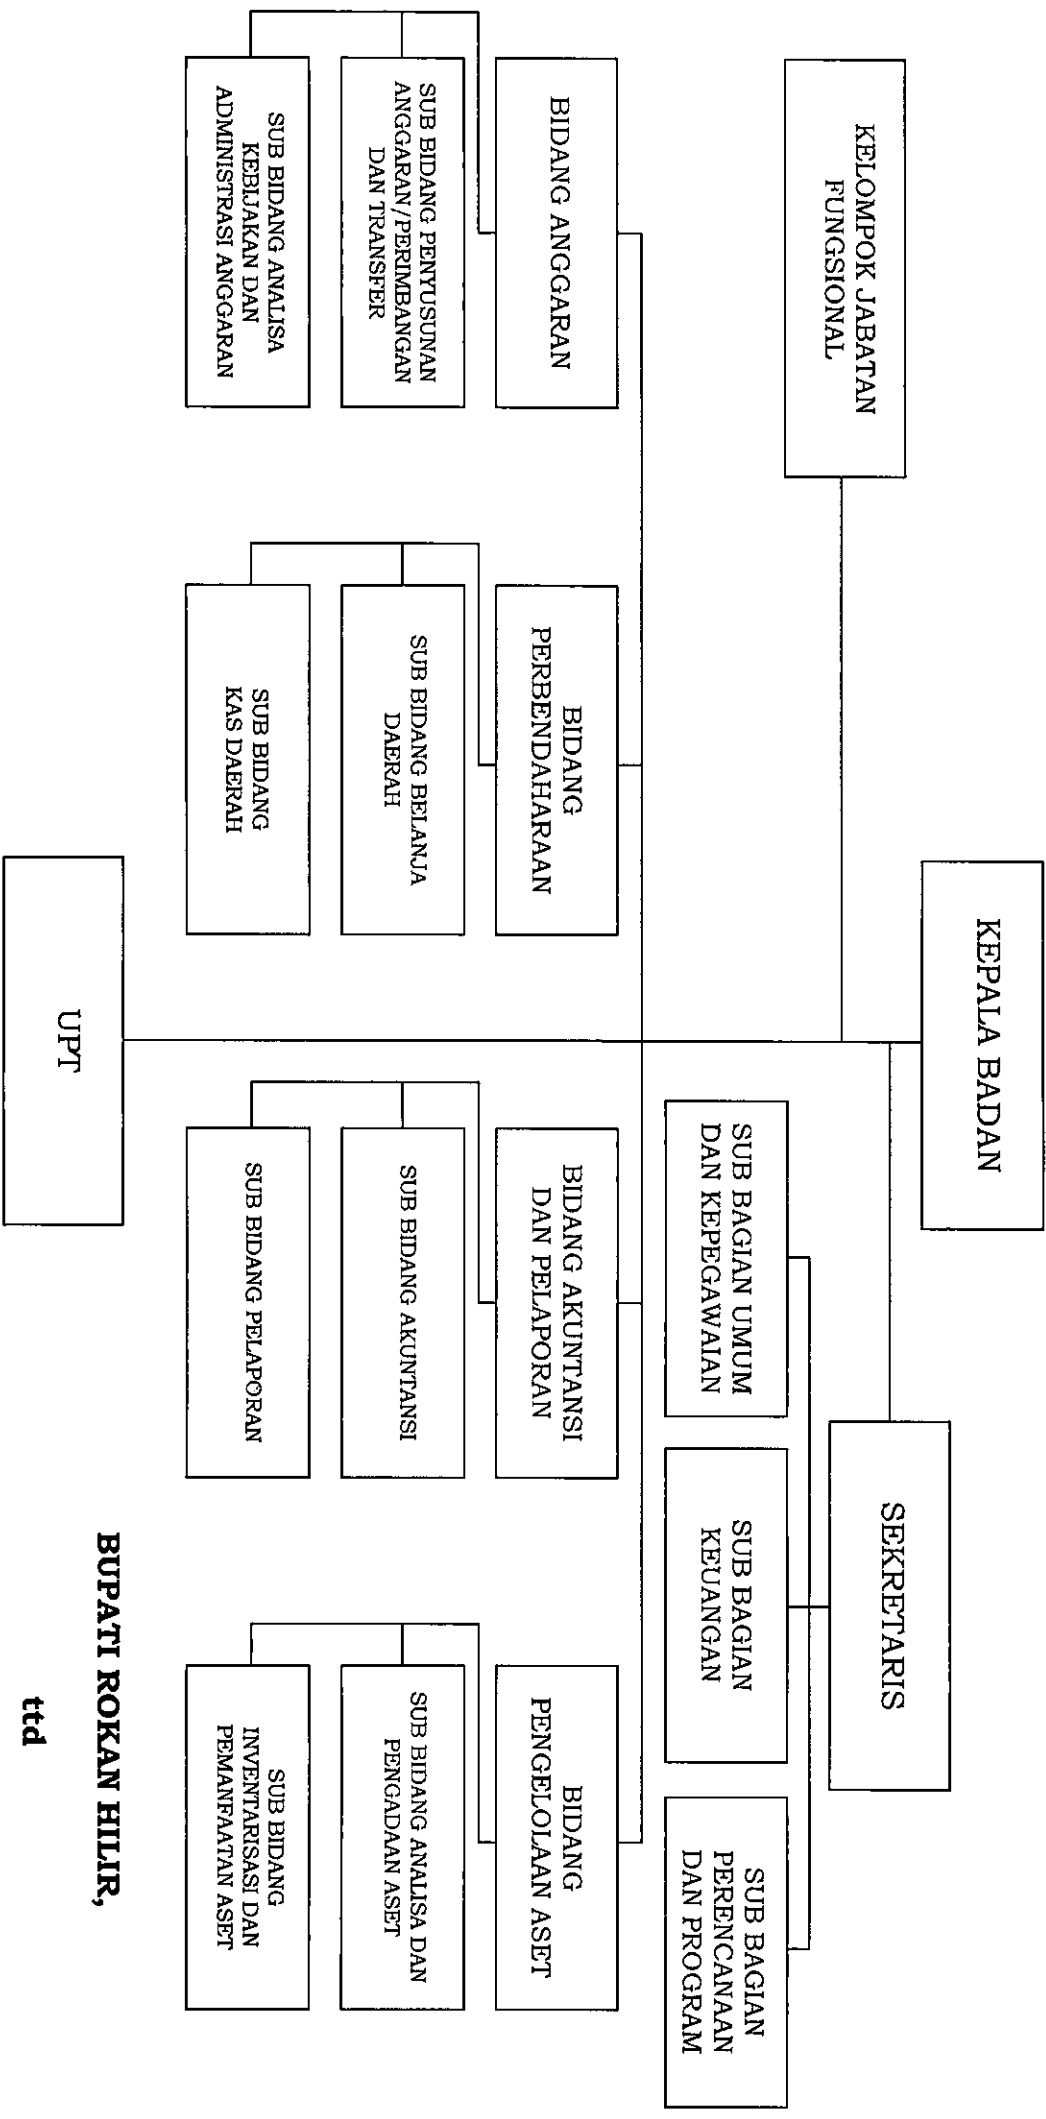 KEPALA BADAN
KELOMPOK JABATAN
FUNGSIONAL
SEKRETARIS
SUB BAGIAN UMUM
DAN KEPEGAWAIAN
SUB BAGIAN
KEUANGAN
SUB BAGIAN
PERENCANAAN
DAN PROGRAM
BIDANG ANGGARAN
SUB BIDANG PENYUSUNAN
ANGGARAN/PERIMBANGAN
DAN TRANSFER
SUB BIDANG ANALISA
KEBIJAKAN DAN
ADMINISTRASI ANGGARAN
BIDANG
PERBENDAHARAAN
SUB BIDANG BELANJA
DAERAH
SUB BIDANG
KAS DAERAH
BIDANG AKUNTANSI
DAN PELAPORAN
SUB BIDANG AKUNTANSI
SUB BIDANG PELAPORAN
BIDANG
PENGELOLAAN ASET
SUB BIDANG ANALISA DAN
PENGADAAN ASET
SUB BIDANG
INVENTARISASI DAN
PEMANFAATAN ASET
UPT
BUPATI ROKAN HILIR,
ttd